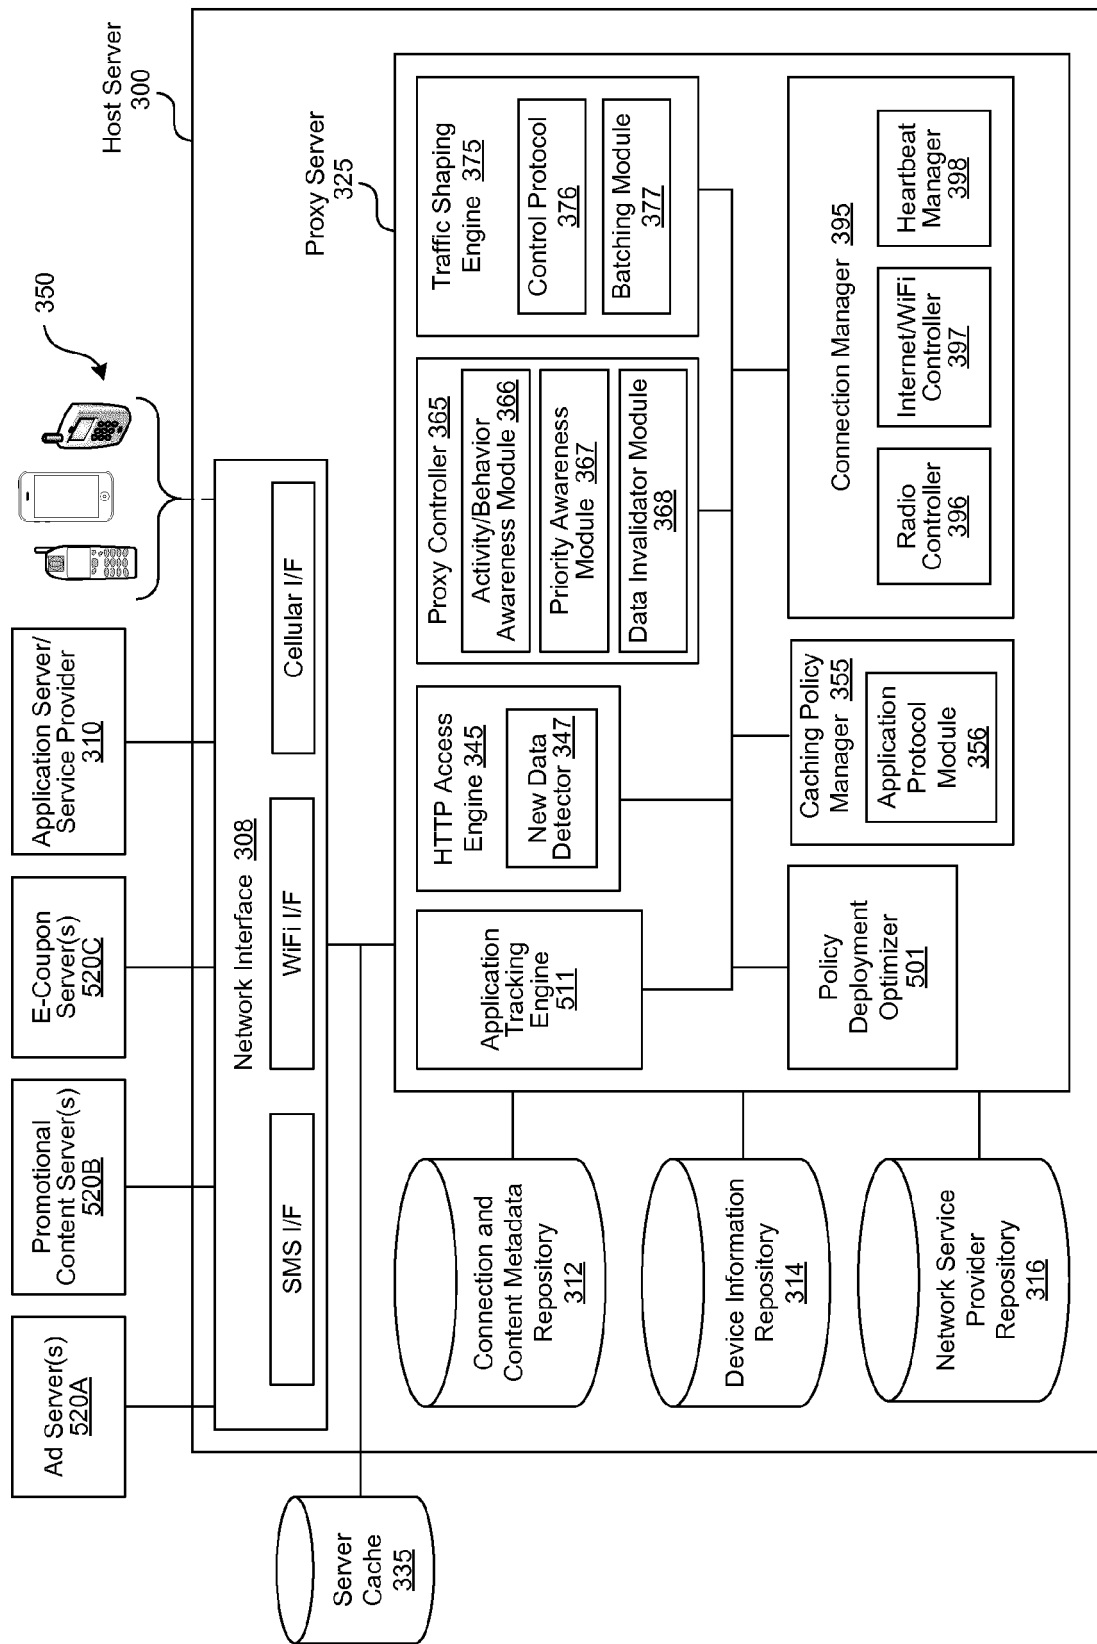 350
Host Server
300
Ad Server(s)
520A
Promotional
Content Server(s)
520B
E-Coupon
Server(s)
520C
Application Server/
Service Provider
310
Network Interface 308
SMS I/F
WiFi I/F
Cellular I/F
Server
Cache
335
Proxy Server
325
Connection and
Content Metadata
Repository
312
Device Information
Repository
314
Network Service
Provider
Repository
316
Application
Tracking
Engine
511
HTTP Access
Engine 345
New Data
Detector 347
Proxy Controller 365
Activity/Behavior
Awareness Module 366
Priority Awareness
Module 367
Data Invalidator Module
368
Traffic Shaping
Engine 375
Control Protocol
376
Batching Module
377
Policy
Deployment
Optimizer
501
Caching Policy
Manager 355
Application
Protocol
Module
356
Connection Manager 395
Radio
Controller
396
Internet/WiFi
Controller
397
Heartbeat
Manager
398